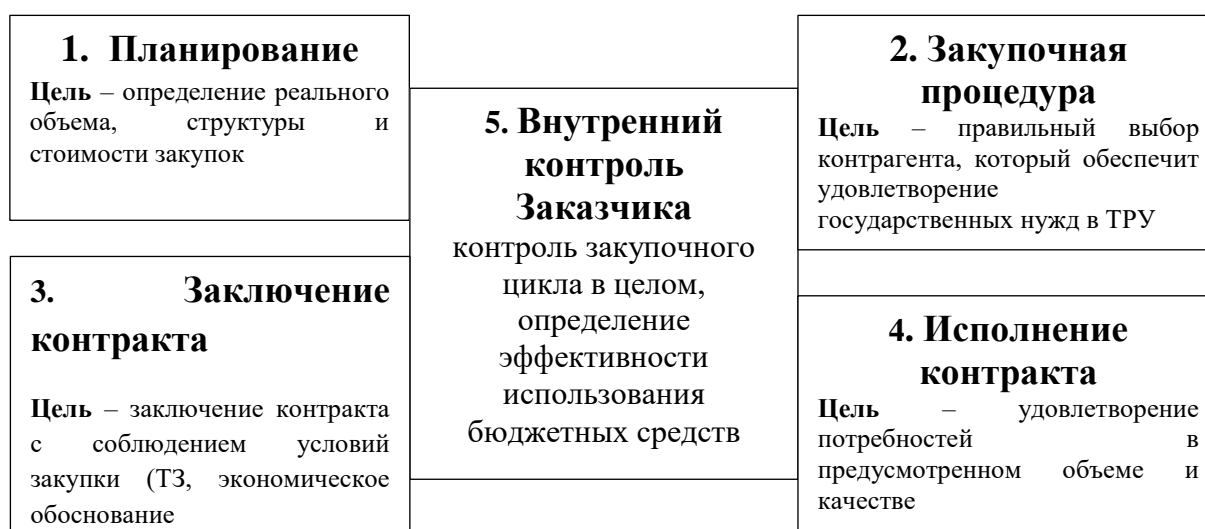 1. Планирование
Цель – определение реального
объема, структуры и
стоимости закупок
2. Закупочная
процедура
Цель – правильный выбор
контрагента, который обеспечит
удовлетворение
государственных нужд в ТРУ
3. Заключение
контракта
Цель – заключение контракта
с соблюдением условий
закупки (ТЗ, экономическое
обоснование
4. Исполнение
контракта
Цель – удовлетворение
потребностей в
предусмотренном объеме и
качестве
5. Внутренний
контроль
Заказчика
контроль закупочного
цикла в целом,
определение
эффективности
использования
бюджетных средств